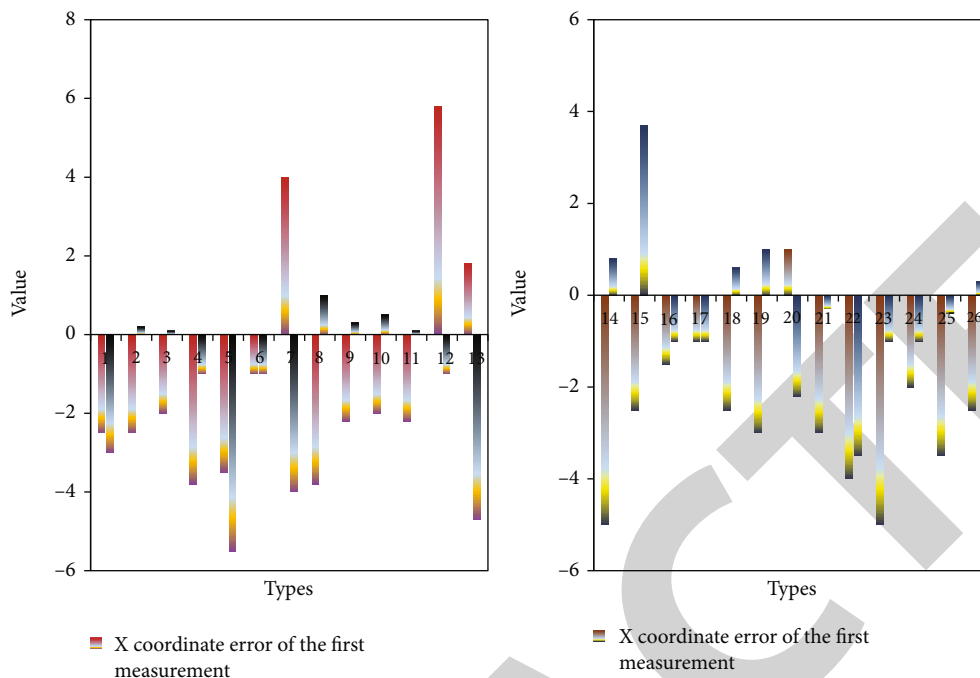 8
6
4
2
0
–2
–4
–6
Value
1 2 3 4 5 6 7 8 9 10 11 12 13
Types
X coordinate error of the first
measurement
6
4
2
0
–2
–4
–6
Value
14 15 16 17 18 19 20 21 22 23 24 25 26
Types
X coordinate error of the first
measurement